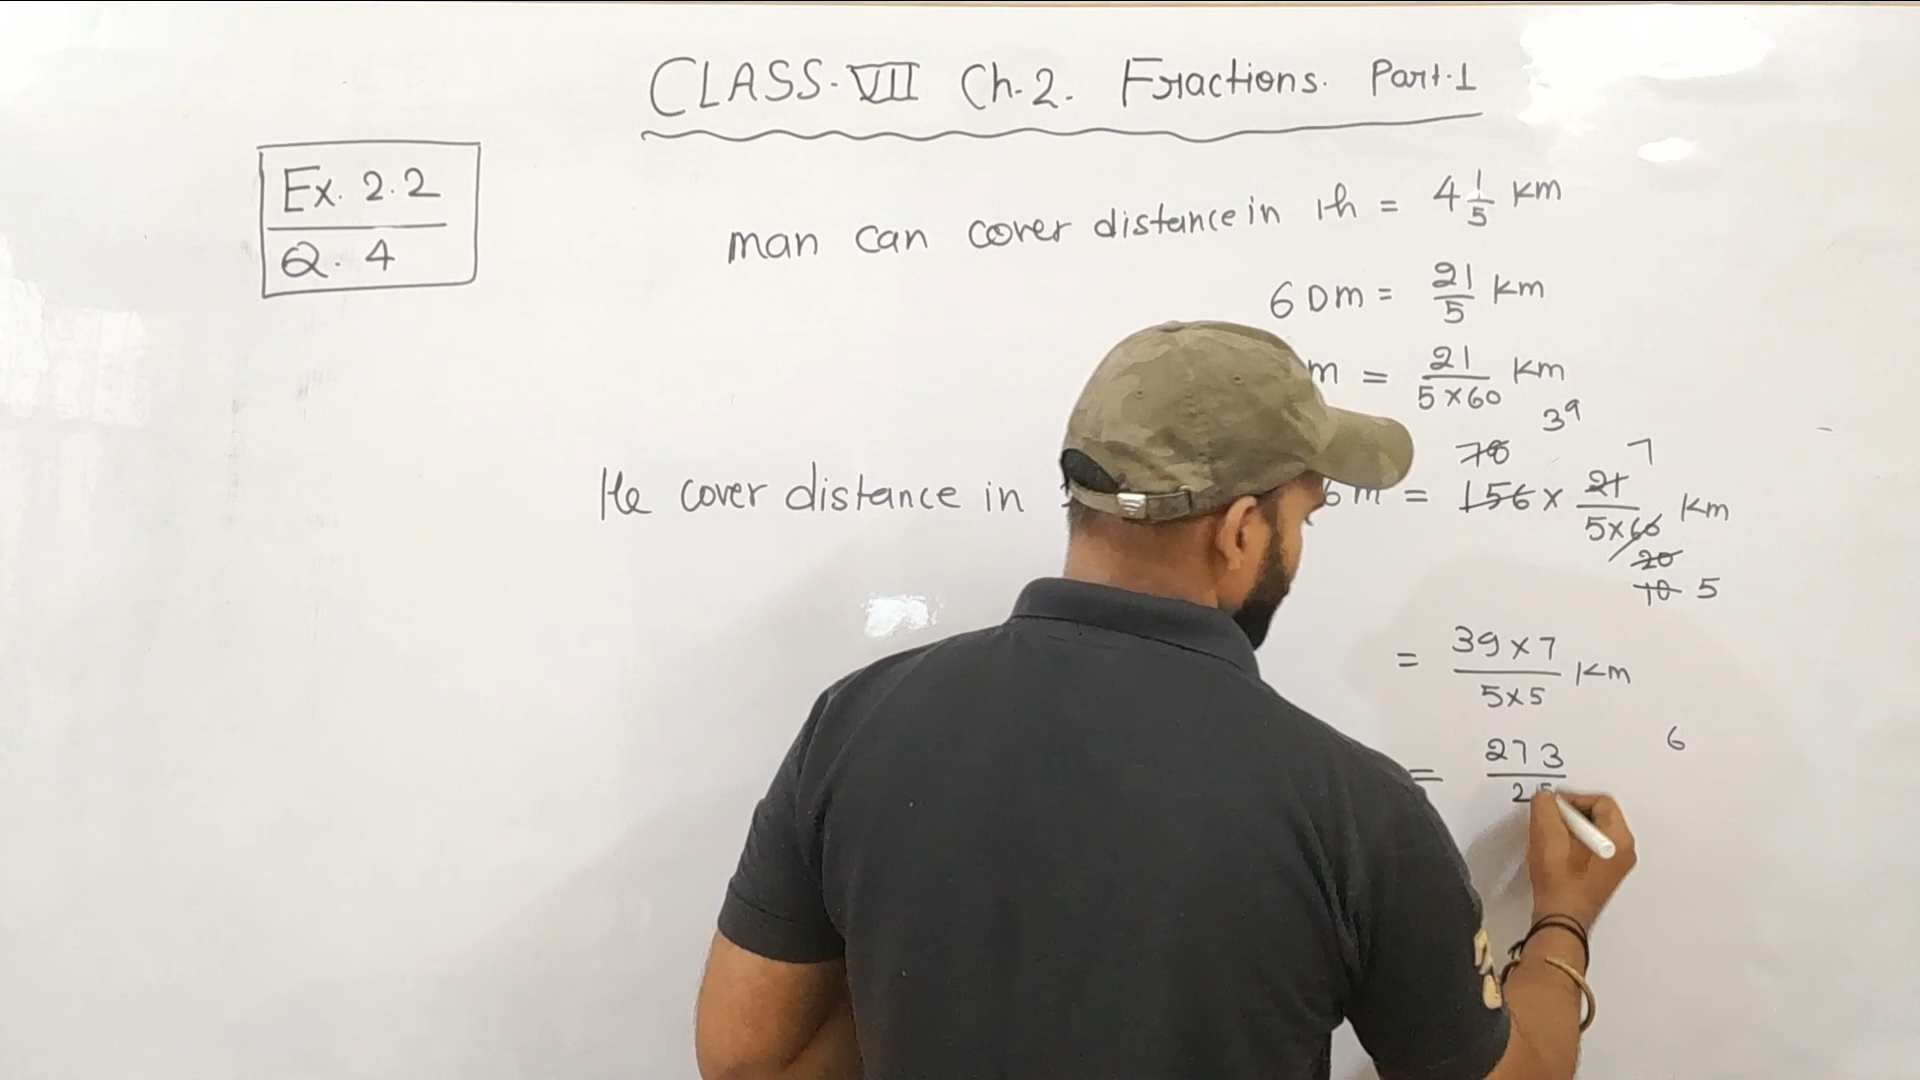 CLASS-VII Ch-2. Fractions. Part-1
Ex. 2.2
Q. 4
man can cover distance in 1h = 4 1/5 km
60m = 21/5 km
m = 21/5×60 km
39
78 7
He cover distance in 6m = 156 × 21/5×60 km
20
10 5
= 39×7/5×5 km
6
= 273/25